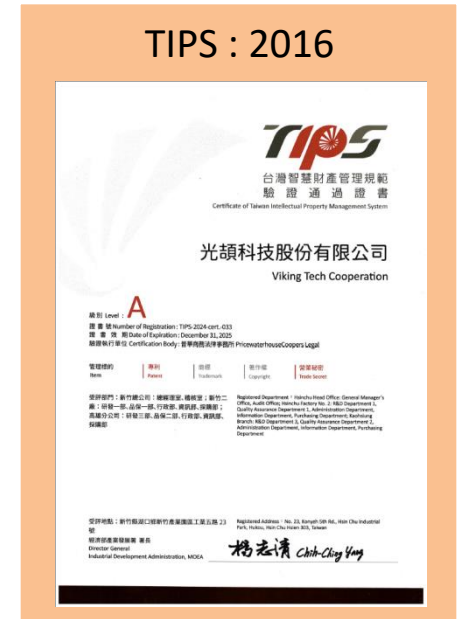 TIPS : 2016
TIPS
台灣智慧財產管理規範
驗證通過證書
Certificate of Taiwan Intellectual Property Management System
光頡科技股份有限公司
Viking Tech Cooperation
級別 Level : A
證書號 Number of Registration : TIPS-2024-cert.-033
證書效期 Date of Expiration : December 31, 2025
驗證執行單位 Certification Body : 普華商務法律事務所 PricewaterhouseCoopers Legal
管理標的 專利 商標 著作權 營業秘密
Item Patent Trademark Copyright Trade Secret
受評部門：新竹總公司：總經理室、稽核室；新竹二
廠：研發一部、品保一部、行政部、資訊部、採購部；
高雄分公司：研發三部、品保二部、行政部、資訊部、
採購部
Registered Department : Hsinchu Head Office: General Manager's
Office, Audit Office; Hsinchu Factory No. 2: R&D Department 1,
Quality Assurance Department 1, Administration Department,
Information Department, Purchasing Department; Kaohsiung
Branch: R&D Department 3, Quality Assurance Department 2,
Administration Department, Information Department, Purchasing
Department
受評地點：新竹縣湖口鄉新竹產業園區工業五路 23
號
Registered Address : No. 23, Kanyeh 5th Rd., Hsin Chu Industrial
Park, Hukou, Hsin Chu Hsien 303, Taiwan
經濟部產業發展署 署長
Director General
Industrial Development Administration, MOEA
楊志清 Chih-Ching Yang